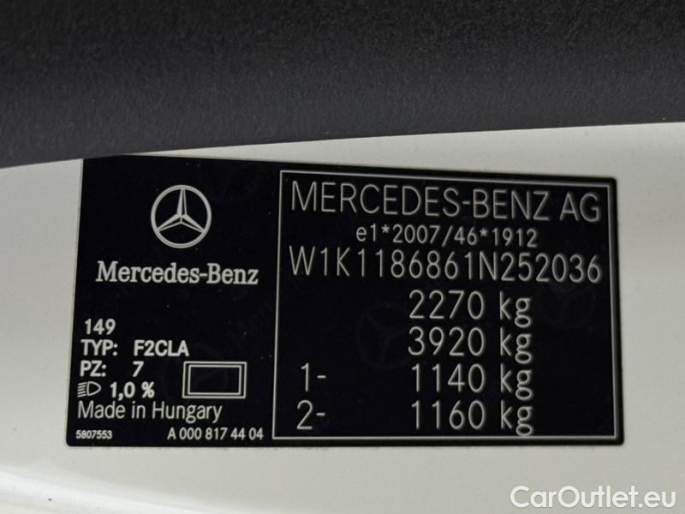 Mercedes-Benz
149
TYP: F2CLA
PZ: 7
1,0 %
Made in Hungary
5807553 A 000 817 44 04
MERCEDES-BENZ AG
e1*2007/46*1912
W1K1186861N252036
2270 kg
3920 kg
1- 1140 kg
2- 1160 kg
CarOutlet.eu